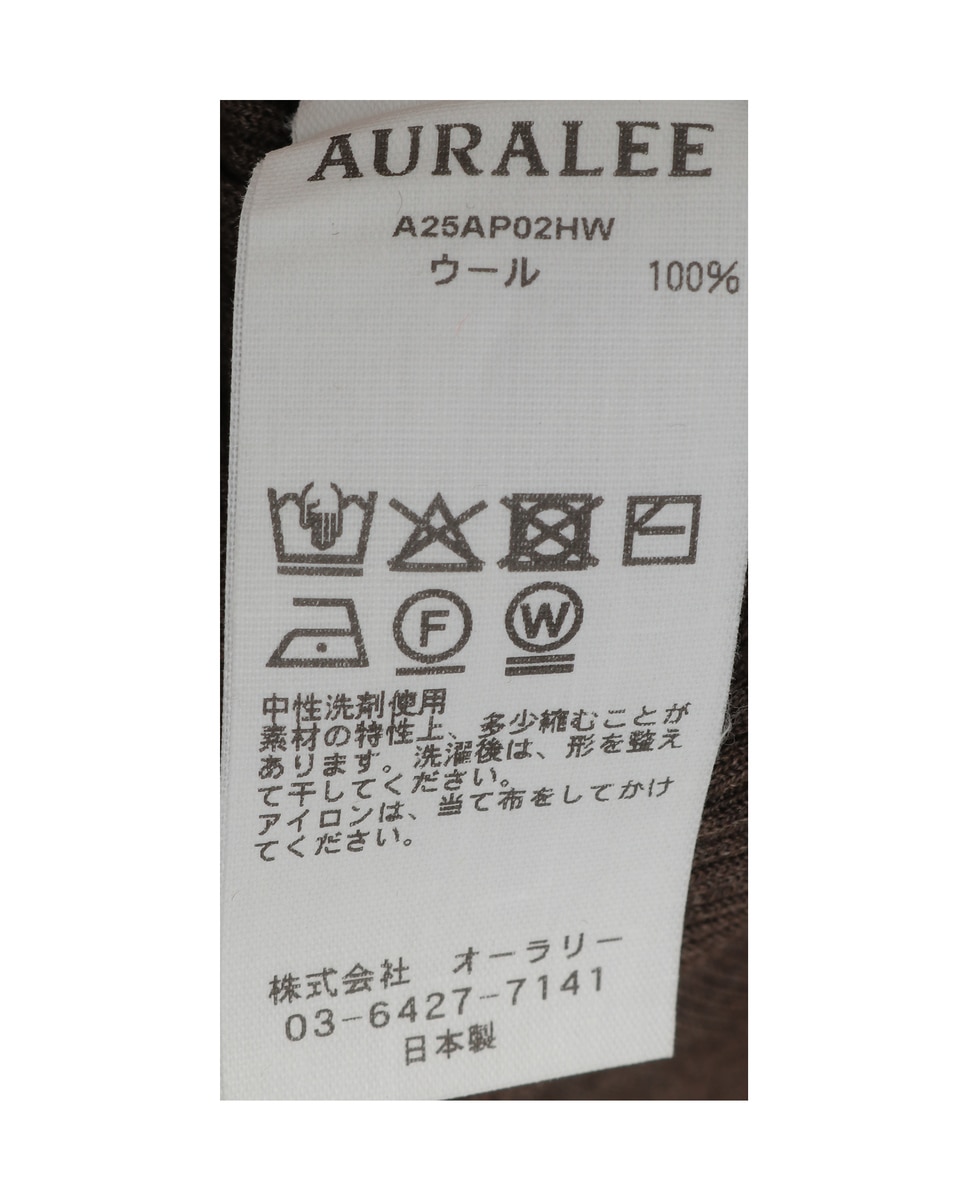 AURALEE
A25AP02HW
ウール 100%
F W
中性洗剤使用
素材の特性上、多少縮むことが
あります。洗濯後は、形を整え
て干してください。
アイロンは、当て布をしてかけ
てください。
株式会社 オーラリー
03-6427-7141
日本製